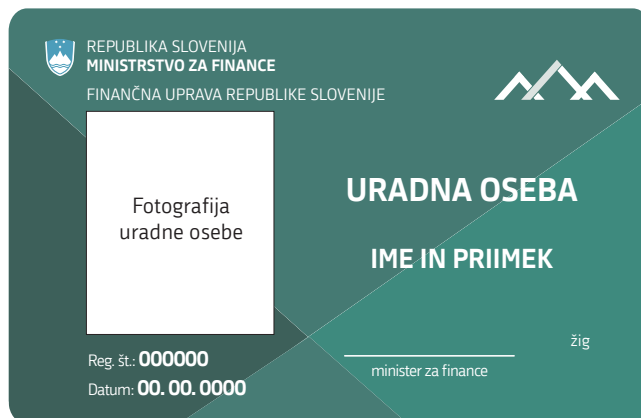 REPUBLIKA SLOVENIJA
MINISTRSTVO ZA FINANCE
FINANČNA UPRAVA REPUBLIKE SLOVENIJE
Fotografija
uradne osebe
URADNA OSEBA
IME IN PRIIMEK
Reg. št.: 000000
Datum: 00. 00. 0000
žig
minister za finance